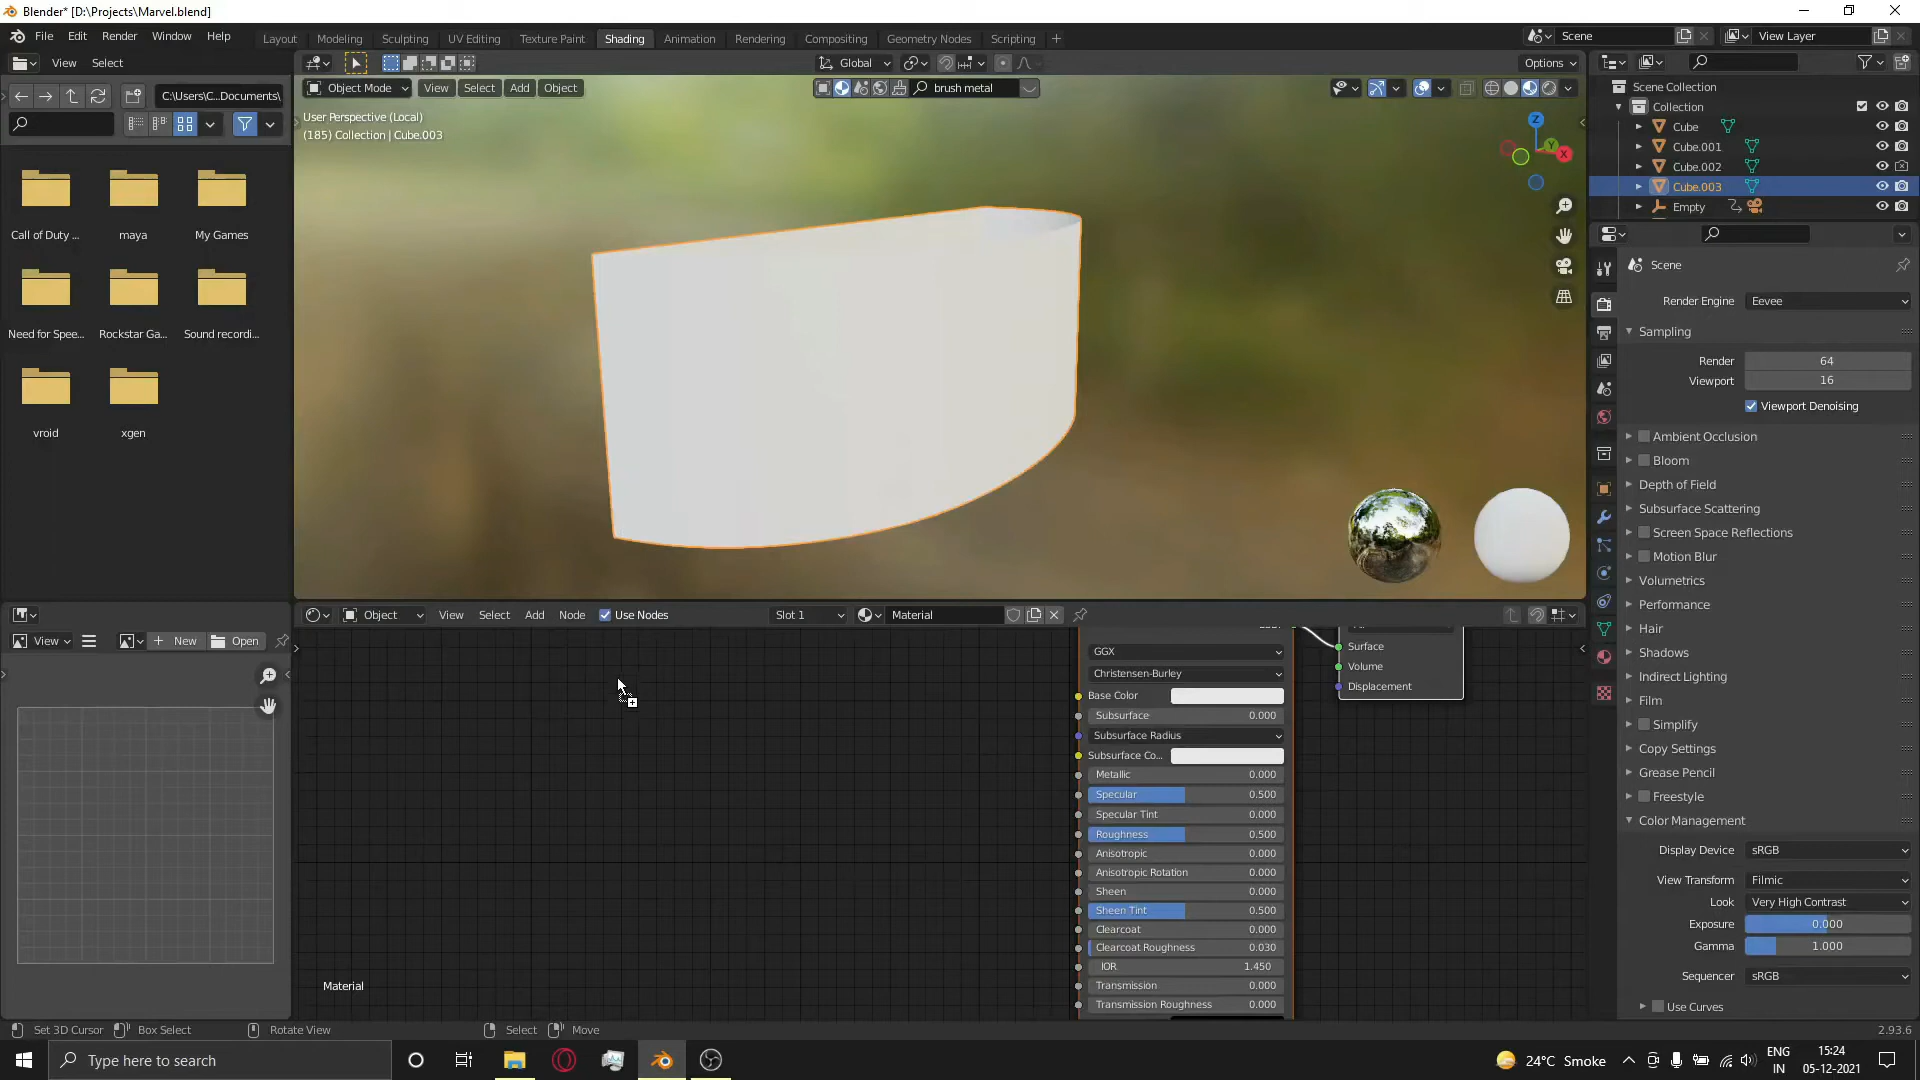 Blender* [D:\Projects\Marvel.blend]
File Edit Render Window Help
Layout Modeling Sculpting UV Editing Texture Paint Shading Animation Rendering Compositing Geometry Nodes Scripting
Scene
View Layer
View Select
Global
Options
C:\Users\C...Documents\
Object Mode View Select Add Object
brush metal
User Perspective (Local)
(185) Collection | Cube.003
Z
Y
X
Call of Duty ...
maya
My Games
Need for Spee...
Rockstar Ga...
Sound recordi...
vroid
xgen
Scene Collection
Collection
Cube
Cube.001
Cube.002
Cube.003
Empty
Scene
Render Engine Eevee
Sampling
Render 64
Viewport 16
Viewport Denoising
Ambient Occlusion
Bloom
Depth of Field
Subsurface Scattering
Screen Space Reflections
Motion Blur
Volumetrics
Performance
Hair
Shadows
Indirect Lighting
Film
Simplify
Copy Settings
Grease Pencil
Freestyle
Color Management
Display Device sRGB
View Transform Filmic
Look Very High Contrast
Exposure 0.000
Gamma 1.000
Sequencer sRGB
Use Curves
View New Open
Object View Select Add Node Use Nodes Slot 1 Material
GGX
Christensen-Burley
Base Color
Subsurface 0.000
Subsurface Radius
Subsurface Co...
Metallic 0.000
Specular 0.500
Specular Tint 0.000
Roughness 0.500
Anisotropic 0.000
Anisotropic Rotation 0.000
Sheen 0.000
Sheen Tint 0.500
Clearcoat 0.000
Clearcoat Roughness 0.030
IOR 1.450
Transmission 0.000
Transmission Roughness 0.000
Surface
Volume
Displacement
Material
Set 3D Cursor Box Select Rotate View Select Move
2.93.6
Type here to search
24°C Smoke
ENG
IN
15:24
05-12-2021